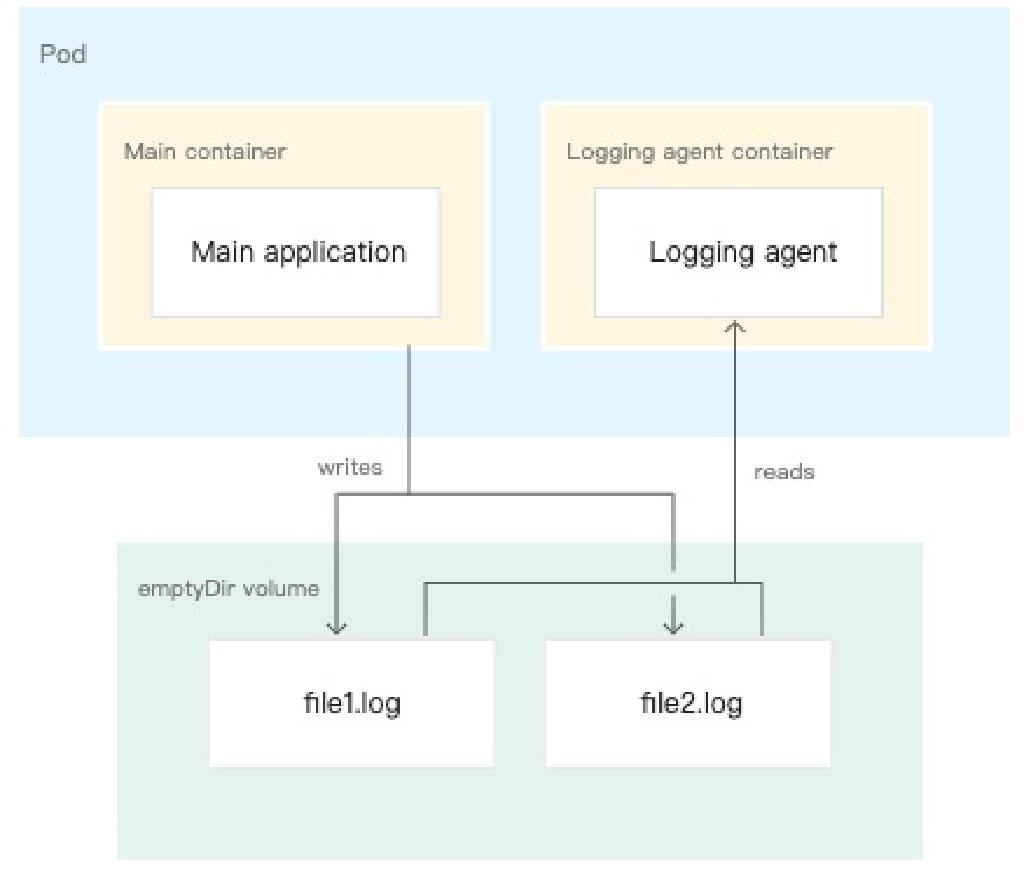 Pod
Main container
Logging agent container
Main application
Logging agent
writes
reads
emptyDir volume
file1.log
file2.log